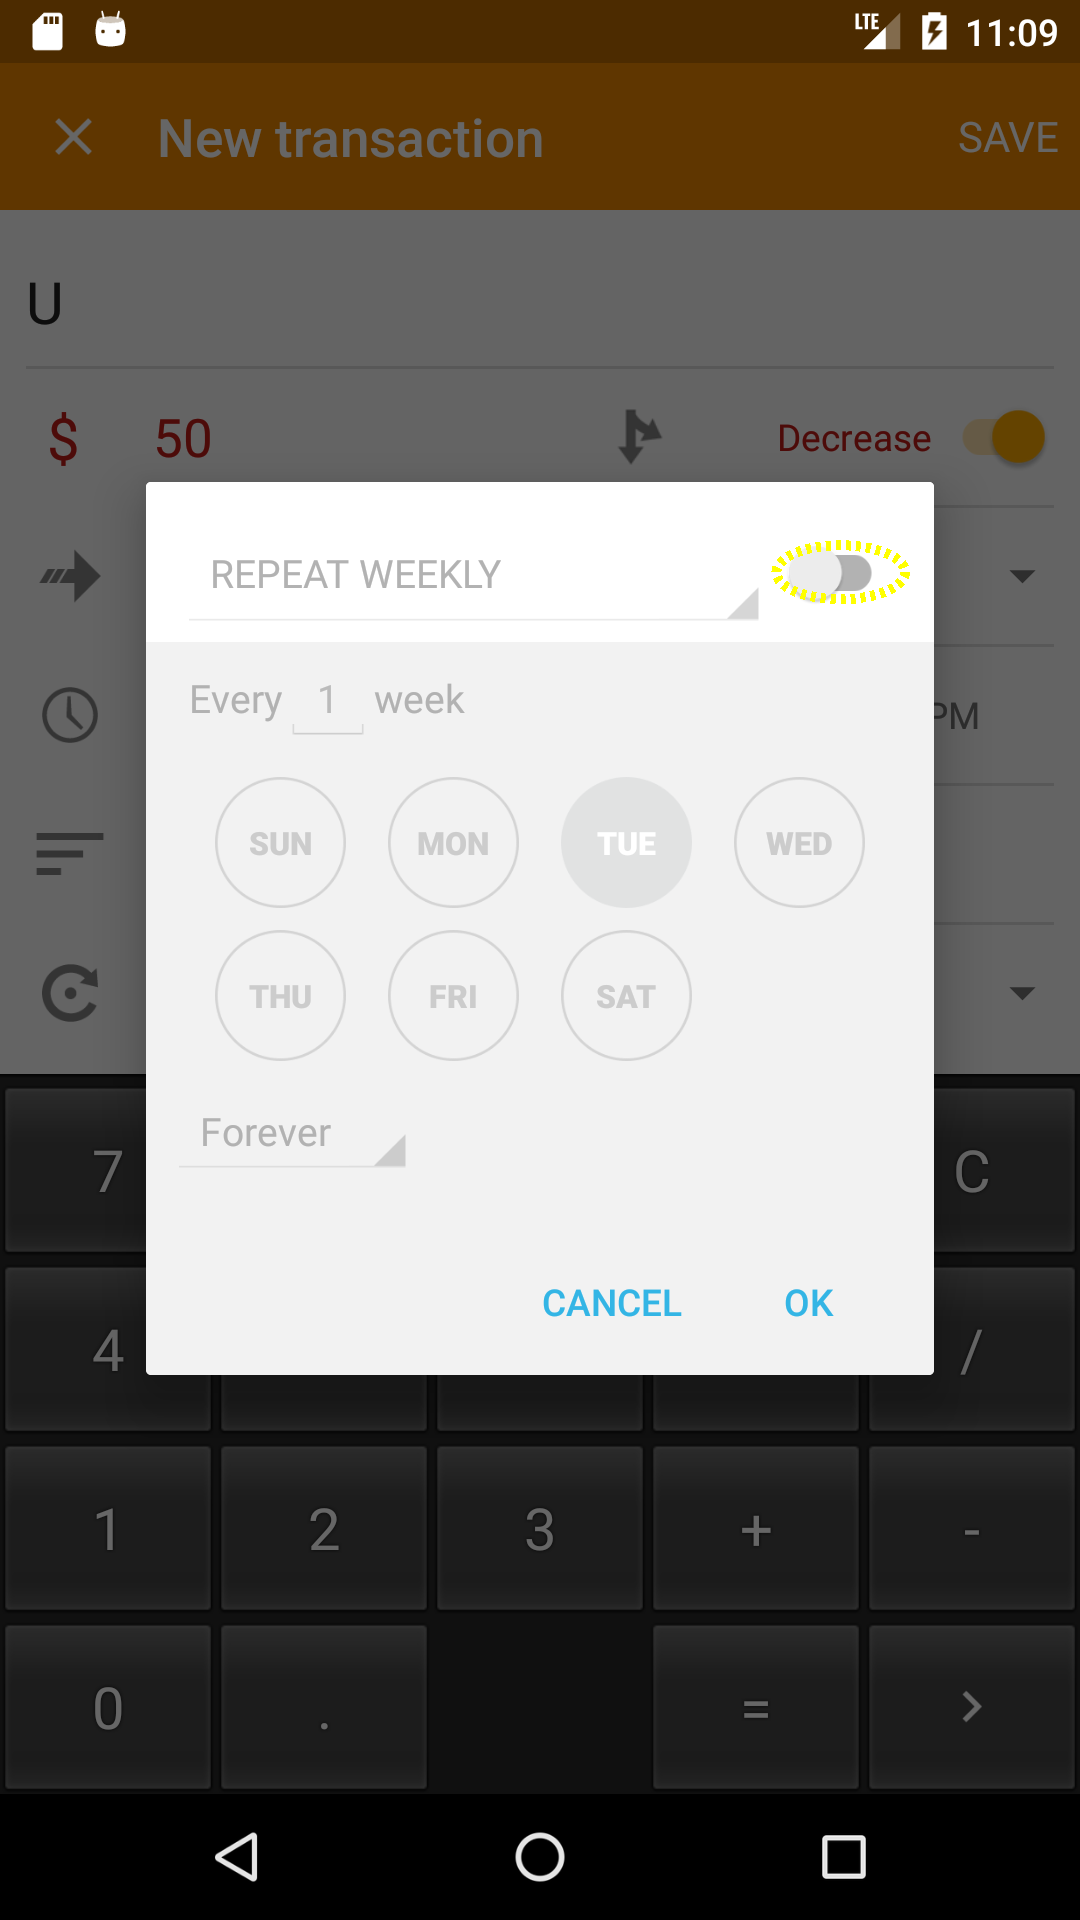 LTE 11:09
New transaction SAVE
U
$ 50 Decrease
REPEAT WEEKLY
Every 1 week
PM
SUN MON TUE WED
THU FRI SAT
Forever
7 C
CANCEL OK
4 /
1 2 3 + -
0 . = >